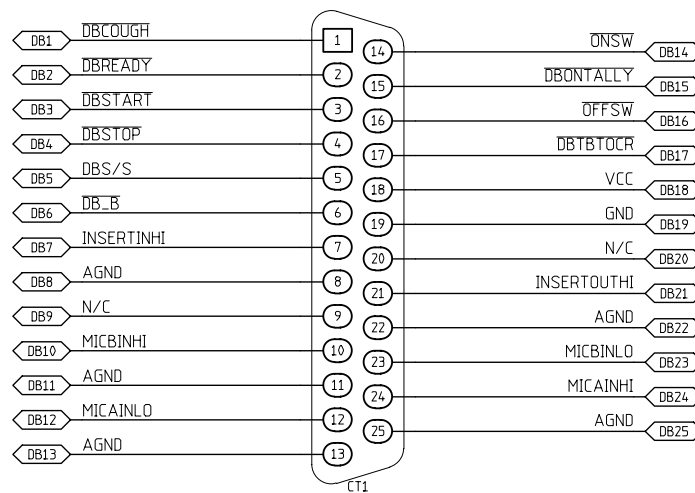 DB1 DBCOUGH 1
14 ONSW DB14
DB2 DBREADY 2
15 DBONTALLY DB15
DB3 DBSTART 3
16 OFFSW DB16
DB4 DBSTOP 4
17 DBTBTOCR DB17
DB5 DBS/S 5
18 VCC DB18
DB6 DB_B 6
19 GND DB19
DB7 INSERTINHI 7
20 N/C DB20
DB8 AGND 8
21 INSERTOUTHI DB21
DB9 N/C 9
22 AGND DB22
DB10 MICBINHI 10
23 MICBINLO DB23
DB11 AGND 11
24 MICAINHI DB24
DB12 MICAINLO 12
25 AGND DB25
DB13 AGND 13
CT1